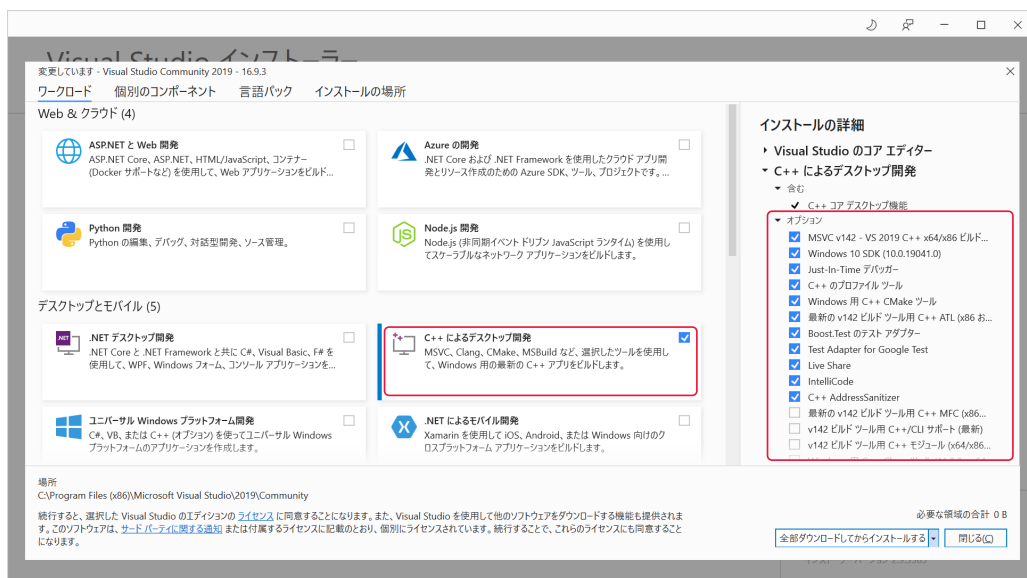 Visual Studio インストーラー
変更しています - Visual Studio Community 2019 - 16.9.3
ワークロード 個別のコンポーネント 言語パック インストールの場所
Web & クラウド (4)
ASP.NET と Web 開発
ASP.NET Core、ASP.NET、HTML/JavaScript、コンテナー
(Docker サポートなど) を使用して、Web アプリケーションをビルド...
Azure の開発
.NET Core および .NET Framework を使用したクラウド アプリ開
発とリソース作成のための Azure SDK、ツール、プロジェクトです。...
Python 開発
Python の編集、デバッグ、対話型開発、ソース管理。
Node.js 開発
Node.js (非同期イベント ドリブン JavaScript ランタイム) を使用し
てスケーラブルなネットワーク アプリケーションをビルドします。
デスクトップとモバイル (5)
.NET デスクトップ開発
.NET Core と .NET Framework と共に C#、Visual Basic、F# を
使用して、WPF、Windows フォーム、コンソール アプリケーションを...
C++ によるデスクトップ開発
MSVC、Clang、CMake、MSBuild など、選択したツールを使用し
て、Windows 用の最新の C++ アプリをビルドします。
ユニバーサル Windows プラットフォーム開発
C#、VB、または C++ (オプション) を使ってユニバーサル Windows
プラットフォームのアプリケーションを作成します。
.NET によるモバイル開発
Xamarin を使用して iOS、Android、または Windows 向けのク
ロスプラットフォーム アプリケーションをビルドします。
インストールの詳細
Visual Studio のコア エディター
C++ によるデスクトップ開発
含む
C++ コア デスクトップ機能
オプション
MSVC v142 - VS 2019 C++ x64/x86 ビルド...
Windows 10 SDK (10.0.19041.0)
Just-In-Time デバッガー
C++ のプロファイル ツール
Windows 用 C++ CMake ツール
最新の v142 ビルド ツール用 C++ ATL (x86 お...
Boost.Test のテスト アダプター
Test Adapter for Google Test
Live Share
IntelliCode
C++ AddressSanitizer
最新の v142 ビルド ツール用 C++ MFC (x86...
v142 ビルド ツール用 C++/CLI サポート (最新)
v142 ビルド ツール用 C++ モジュール (x64/x86...
場所
C:\Program Files (x86)\Microsoft Visual Studio\2019\Community
続行すると、選択した Visual Studio のエディションの ライセンス に同意することになります。また、Visual Studio を使用して他のソフトウェアをダウンロードする機能も提供されま
す。このソフトウェアは、サード パーティに関する通知 または付属するライセンスに記載のとおり、個別にライセンスされています。続行することで、これらのライセンスにも同意すること
になります。
必要な領域の合計 0 B
全部ダウンロードしてからインストールする 閉じる(C)